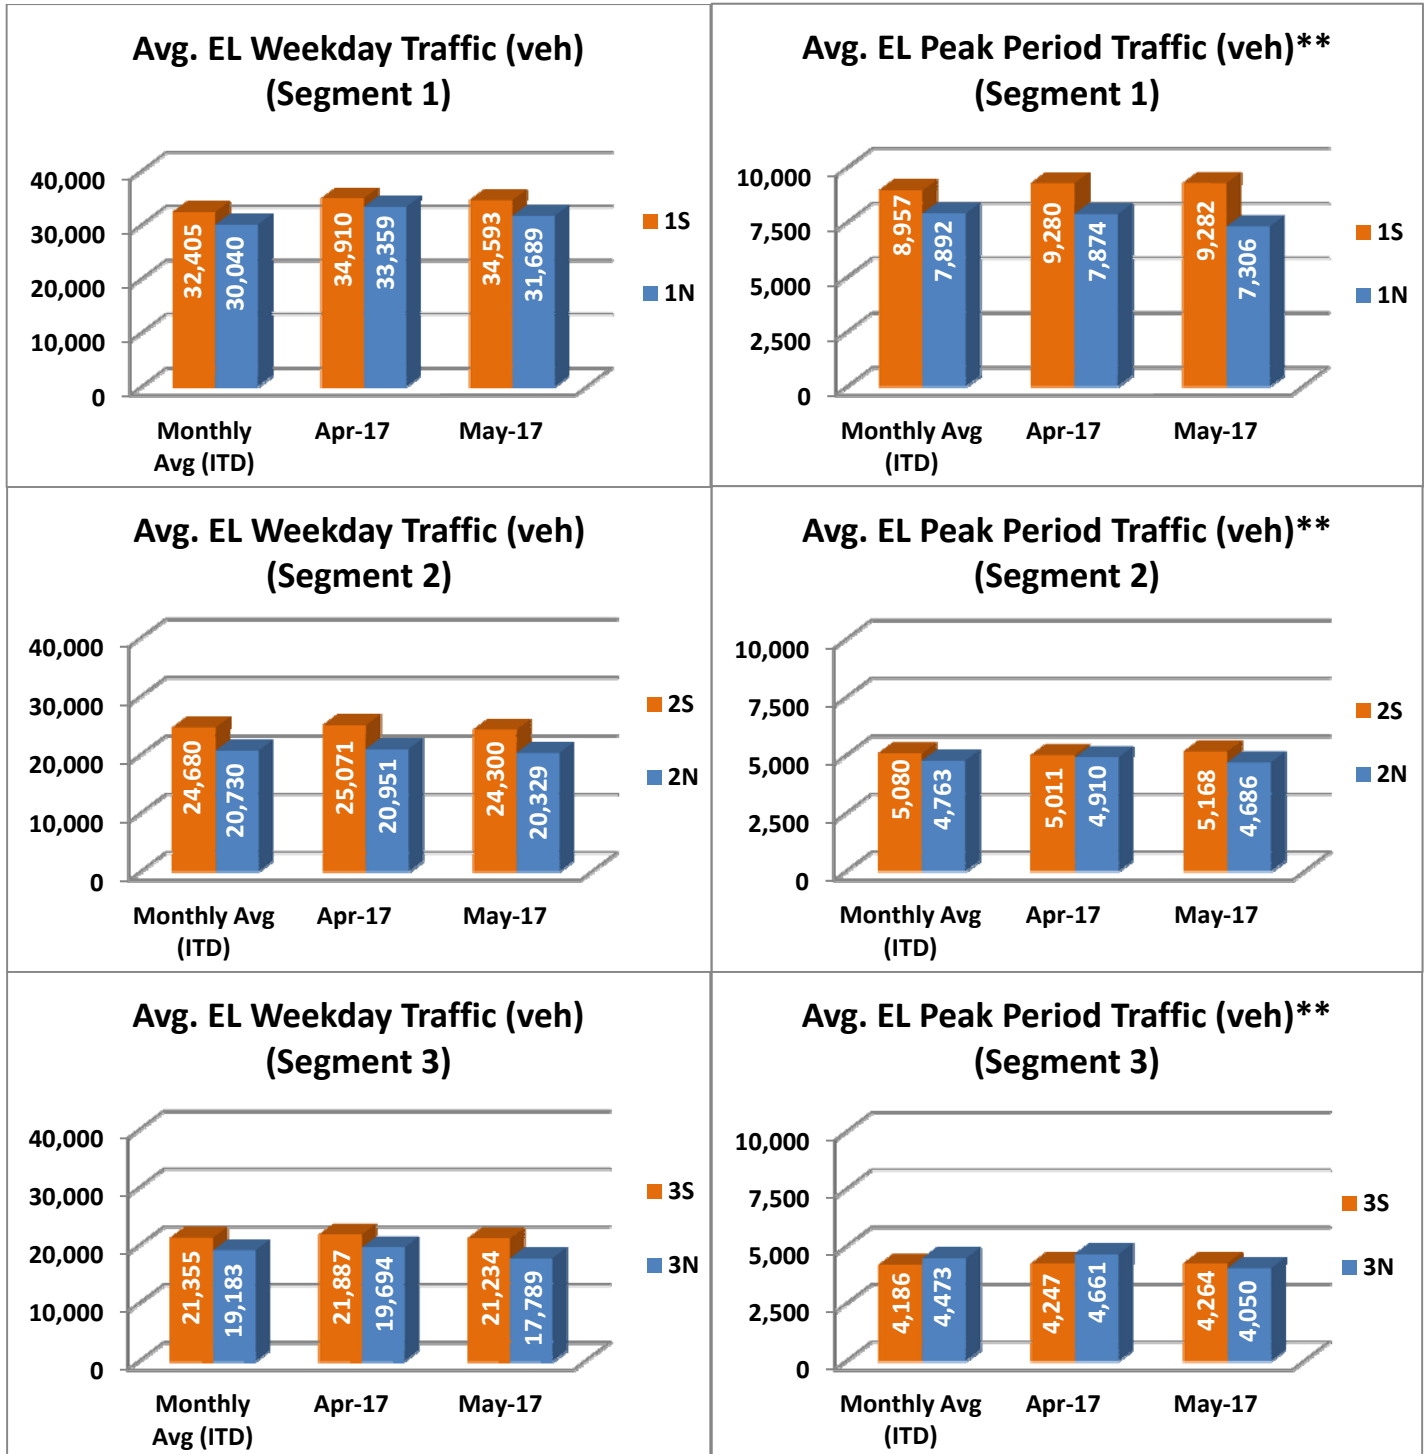 Avg. EL Weekday Traffic (veh)
(Segment 1)
40,000
30,000
20,000
10,000
0
32,405
30,040
34,910
33,359
34,593
31,689
Monthly
Avg (ITD)
Apr-17
May-17
1S
1N
Avg. EL Peak Period Traffic (veh)**
(Segment 1)
10,000
7,500
5,000
2,500
0
8,957
7,892
9,280
7,874
9,282
7,306
Monthly Avg
(ITD)
Apr-17
May-17
1S
1N
Avg. EL Weekday Traffic (veh)
(Segment 2)
40,000
30,000
20,000
10,000
0
24,680
20,730
25,071
20,951
24,300
20,329
Monthly Avg
(ITD)
Apr-17
May-17
2S
2N
Avg. EL Peak Period Traffic (veh)**
(Segment 2)
10,000
7,500
5,000
2,500
0
5,080
4,763
5,011
4,910
5,168
4,686
Monthly Avg
(ITD)
Apr-17
May-17
2S
2N
Avg. EL Weekday Traffic (veh)
(Segment 3)
40,000
30,000
20,000
10,000
0
21,355
19,183
21,887
19,694
21,234
17,789
Monthly
Avg (ITD)
Apr-17
May-17
3S
3N
Avg. EL Peak Period Traffic (veh)**
(Segment 3)
10,000
7,500
5,000
2,500
0
4,186
4,473
4,247
4,661
4,264
4,050
Monthly Avg
(ITD)
Apr-17
May-17
3S
3N